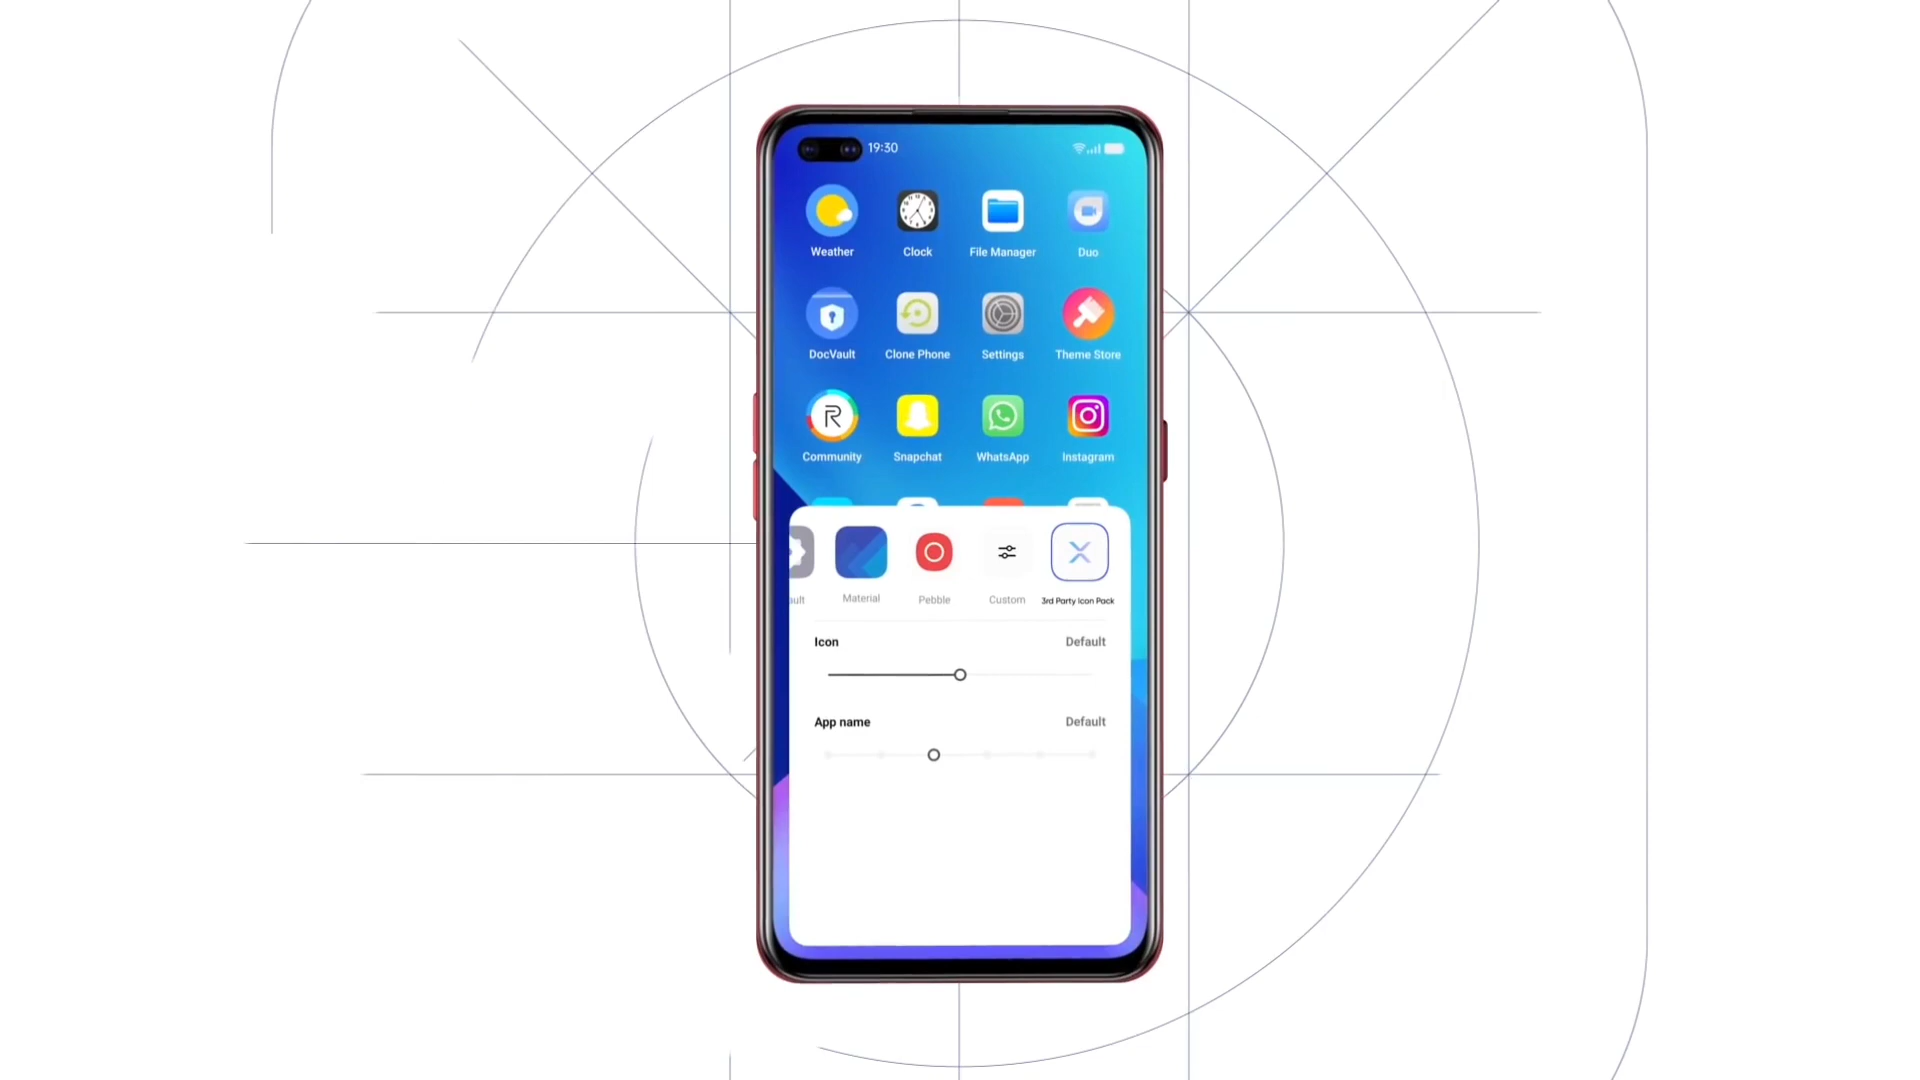 19:30
Weather Clock File Manager Duo
DocVault Clone Phone Settings Theme Store
R
Community Snapchat WhatsApp Instagram
ault Material Pebble Custom 3rd Party Icon Pack
Icon Default
App name Default